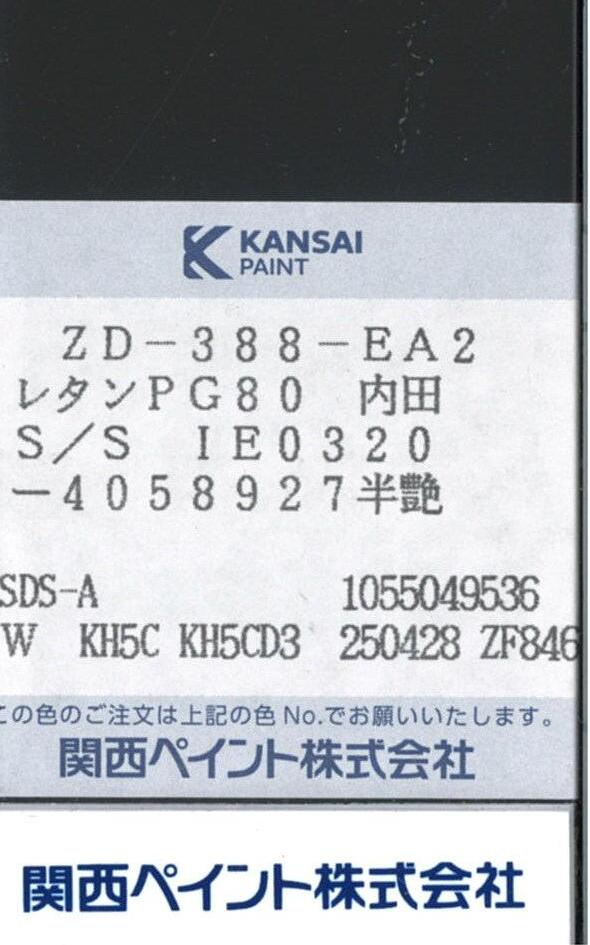 KANSAI
PAINT
ZD-388-EA2
レタンPG80 内田
S/S IE0320
-4058927半艶
SDS-A 1055049536
W KH5C KH5CD3 250428 ZF846
この色のご注文は上記の色No.でお願いいたします。
関西ペイント株式会社
関西ペイント株式会社